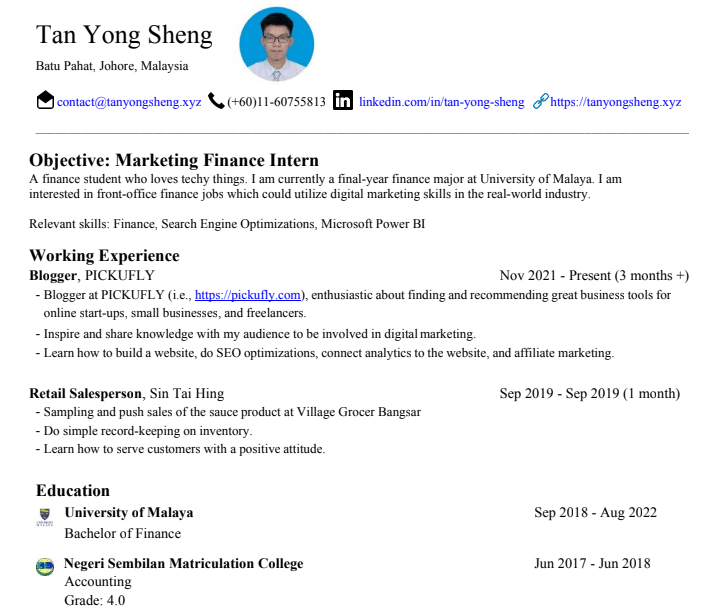 Tan Yong Sheng
Batu Pahat, Johore, Malaysia
contact@tanyongsheng.xyz (+60)11-60755813 in linkedin.com/in/tan-yong-sheng https://tanyongsheng.xyz
Objective: Marketing Finance Intern
A finance student who loves techy things. I am currently a final-year finance major at University of Malaya. I am
interested in front-office finance jobs which could utilize digital marketing skills in the real-world industry.
Relevant skills: Finance, Search Engine Optimizations, Microsoft Power BI
Working Experience
Blogger, PICKUFLY Nov 2021 - Present (3 months +)
- Blogger at PICKUFLY (i.e., https://pickufly.com), enthusiastic about finding and recommending great business tools for
online start-ups, small businesses, and freelancers.
- Inspire and share knowledge with my audience to be involved in digital marketing.
- Learn how to build a website, do SEO optimizations, connect analytics to the website, and affiliate marketing.
Retail Salesperson, Sin Tai Hing Sep 2019 - Sep 2019 (1 month)
- Sampling and push sales of the sauce product at Village Grocer Bangsar
- Do simple record-keeping on inventory.
- Learn how to serve customers with a positive attitude.
Education
University of Malaya Sep 2018 - Aug 2022
Bachelor of Finance
Negeri Sembilan Matriculation College Jun 2017 - Jun 2018
Accounting
Grade: 4.0